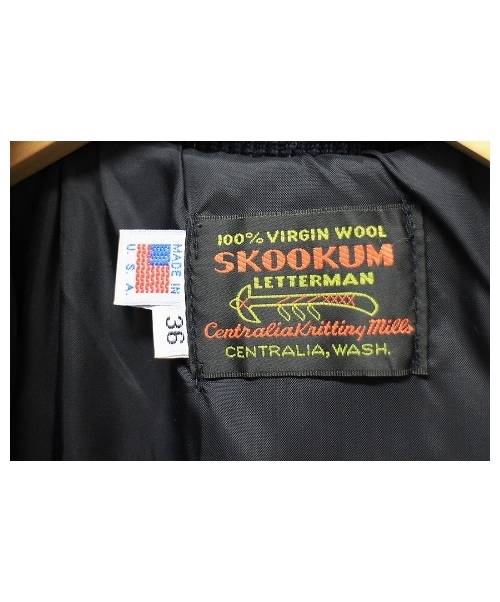 MADE IN
U.S.A.
36
100% VIRGIN WOOL
SKOOKUM
LETTERMAN
Centralia Knitting Mills
CENTRALIA, WASH.